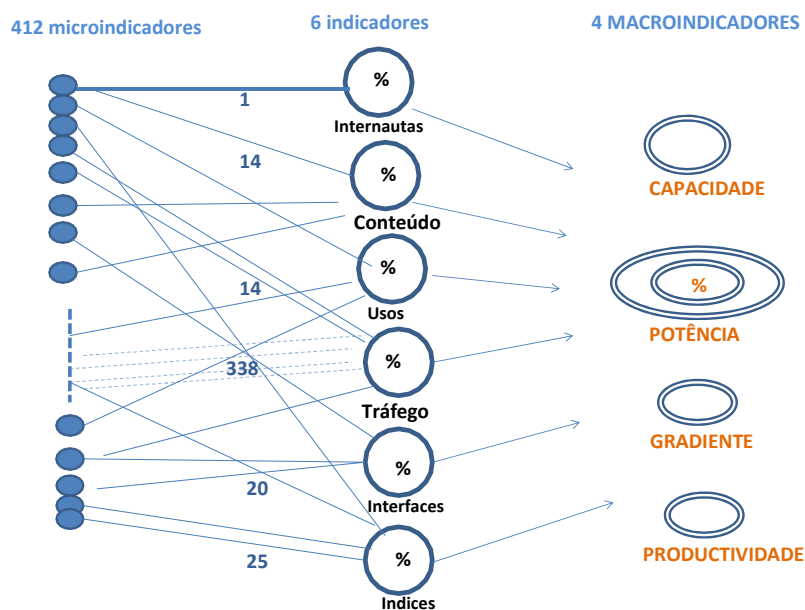 412 microindicadores
6 indicadores
4 MACROINDICADORES
%
1
Internautas
14
%
CAPACIDADE
Conteúdo
%
%
14
Usos
POTÊNCIA
%
338
Tráfego
GRADIENTE
%
20
Interfaces
%
25
PRODUCTIVIDADE
Indices